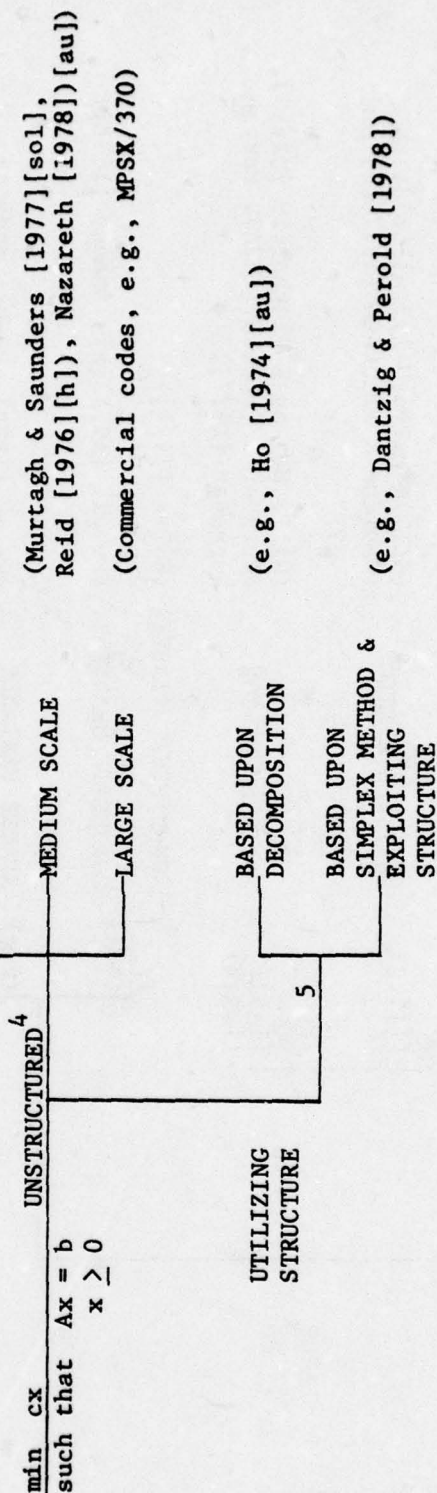 min cx
such that Ax = b
x ≥ 0
UNSTRUCTURED 4
MEDIUM SCALE
(Murtagh & Saunders [1977][sol],
Reid [1976][h]), Nazareth [1978])[au])
LARGE SCALE
(Commercial codes, e.g., MPSX/370)
UTILIZING
STRUCTURE
5
BASED UPON
DECOMPOSITION
(e.g., Ho [1974][au])
BASED UPON
SIMPLEX METHOD &
EXPLOITING
STRUCTURE
(e.g., Dantzig & Perold [1978])